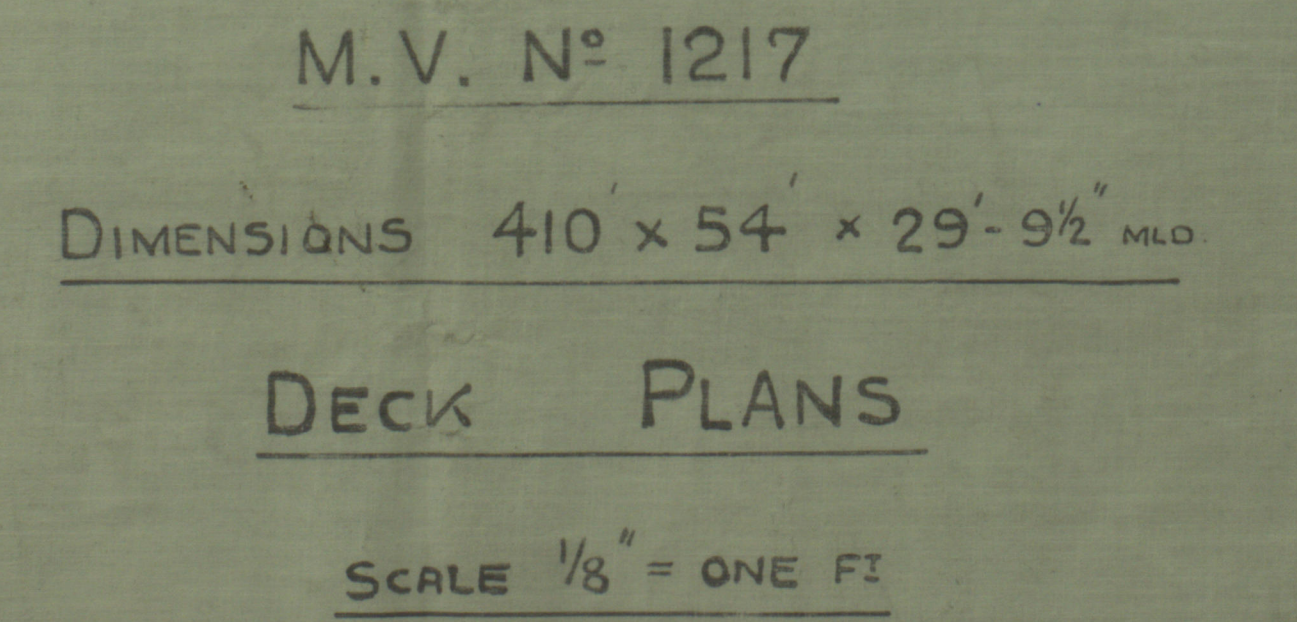 M.V. Nº 1217
DIMENSIONS 410' x 54' x 29'-9½" MLD.
DECK PLANS
SCALE 1/8" = ONE FT